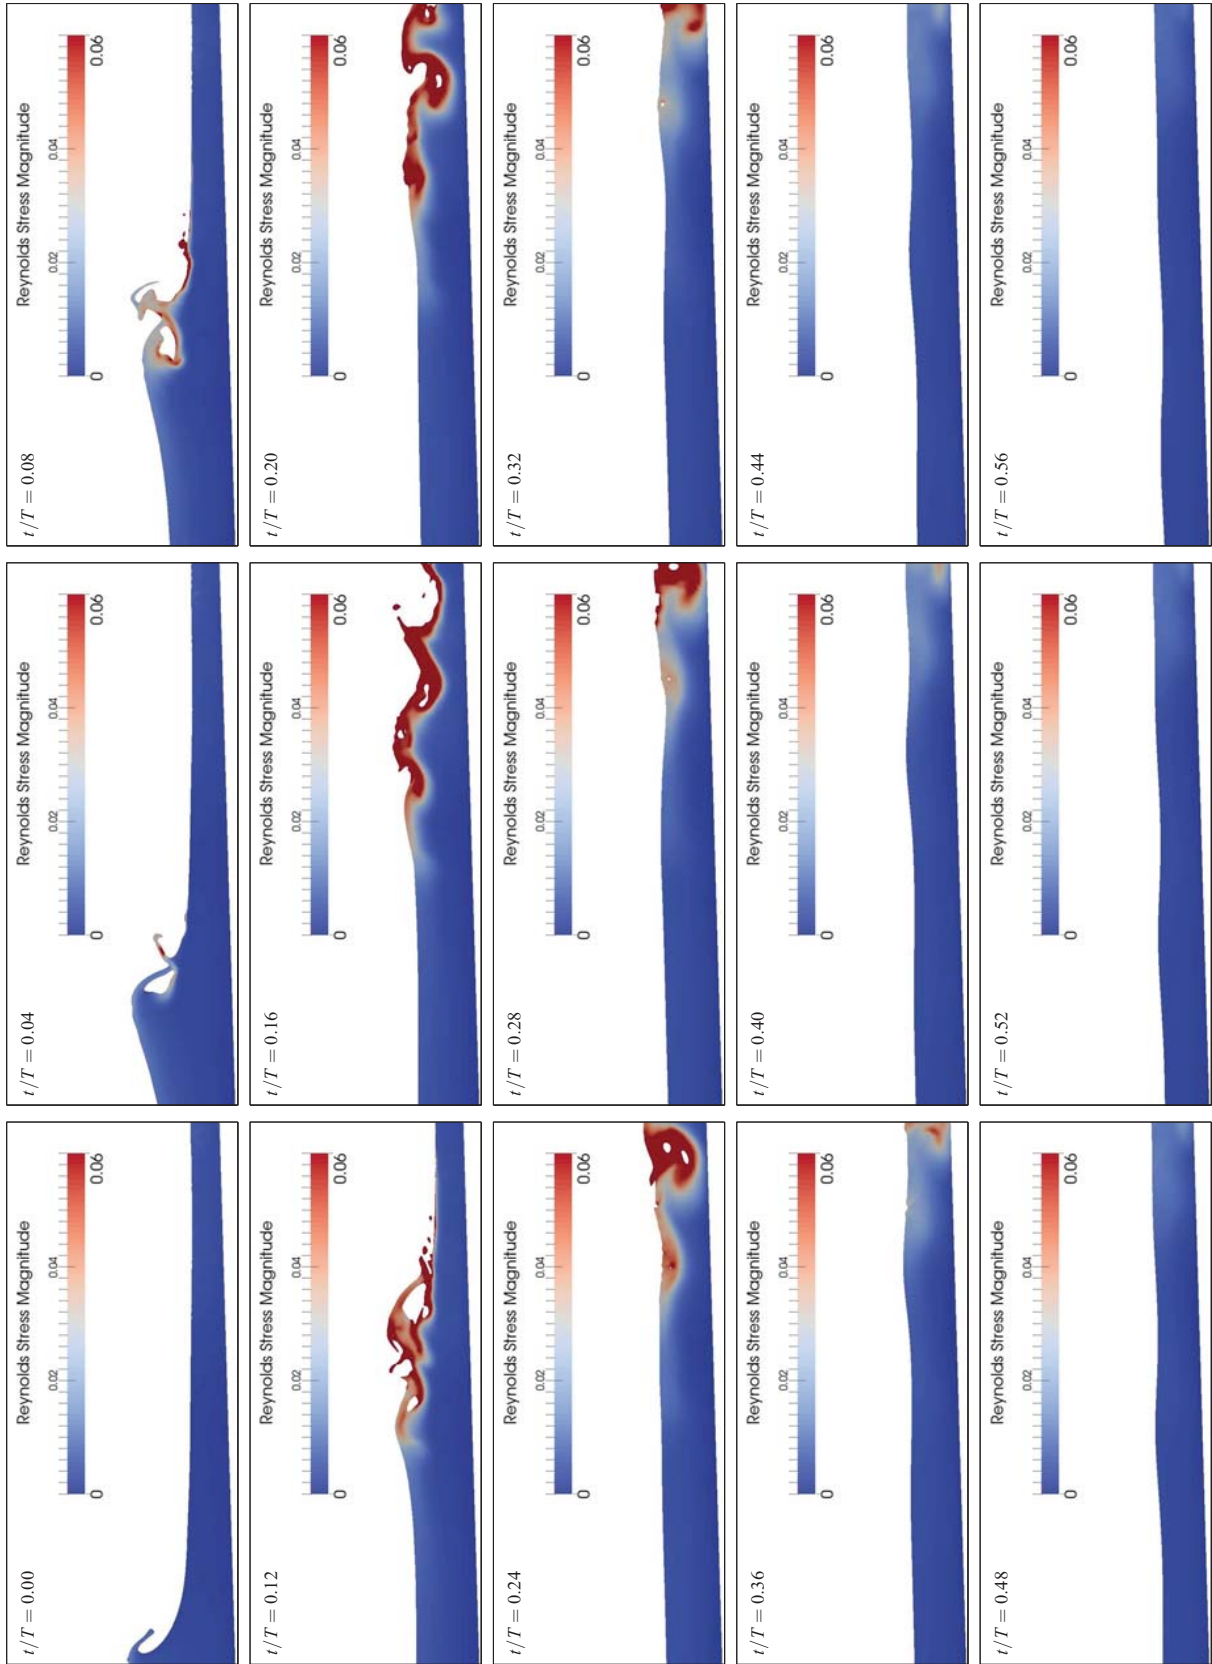 t/T = 0.00
Reynolds Stress Magnitude
0.02
0.04
0
0.06
t/T = 0.04
Reynolds Stress Magnitude
0.02
0.04
0
0.06
t/T = 0.08
Reynolds Stress Magnitude
0.02
0.04
0
0.06
t/T = 0.12
Reynolds Stress Magnitude
0.02
0.04
0
0.06
t/T = 0.16
Reynolds Stress Magnitude
0.02
0.04
0
0.06
t/T = 0.20
Reynolds Stress Magnitude
0.02
0.04
0
0.06
t/T = 0.24
Reynolds Stress Magnitude
0.02
0.04
0
0.06
t/T = 0.28
Reynolds Stress Magnitude
0.02
0.04
0
0.06
t/T = 0.32
Reynolds Stress Magnitude
0.02
0.04
0
0.06
t/T = 0.36
Reynolds Stress Magnitude
0.02
0.04
0
0.06
t/T = 0.40
Reynolds Stress Magnitude
0.02
0.04
0
0.06
t/T = 0.44
Reynolds Stress Magnitude
0.02
0.04
0
0.06
t/T = 0.48
Reynolds Stress Magnitude
0.02
0.04
0
0.06
t/T = 0.52
Reynolds Stress Magnitude
0.02
0.04
0
0.06
t/T = 0.56
Reynolds Stress Magnitude
0.02
0.04
0
0.06